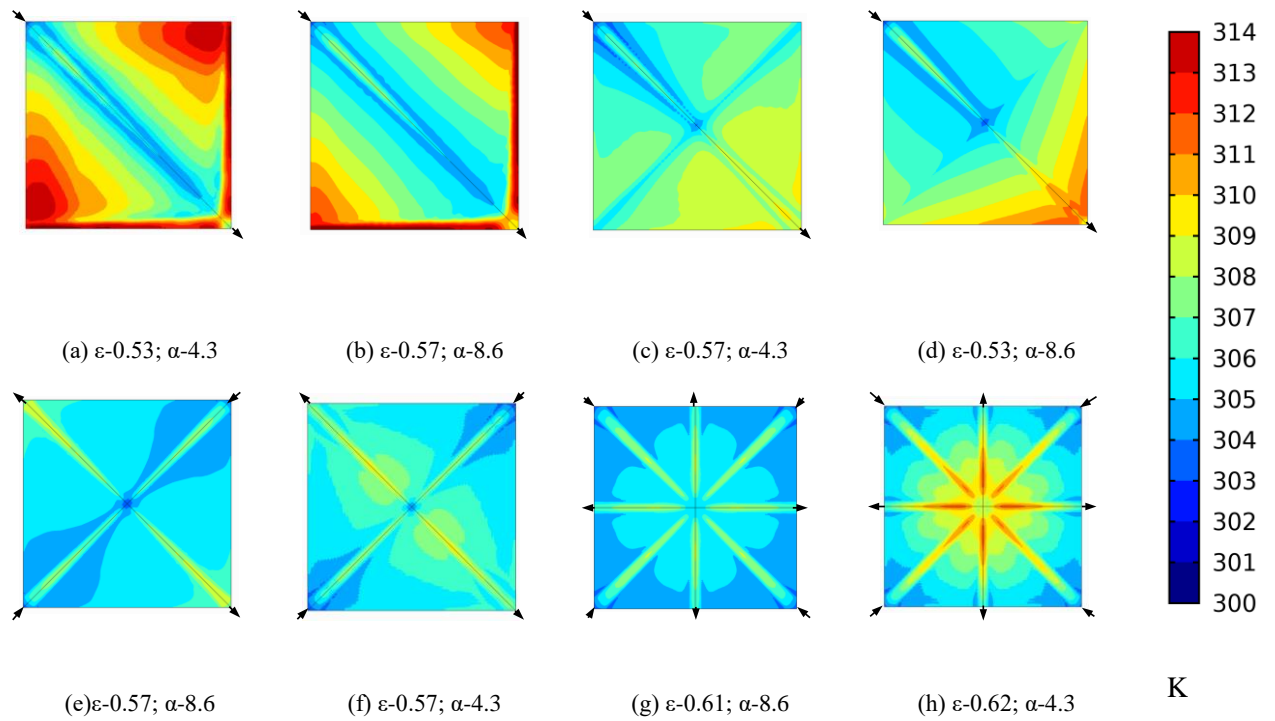 314
313
312
311
310
309
308
307
306
305
304
303
302
301
300
K
(a) ε-0.53; α-4.3
(b) ε-0.57; α-8.6
(c) ε-0.57; α-4.3
(d) ε-0.53; α-8.6
(e)ε-0.57; α-8.6
(f) ε-0.57; α-4.3
(g) ε-0.61; α-8.6
(h) ε-0.62; α-4.3